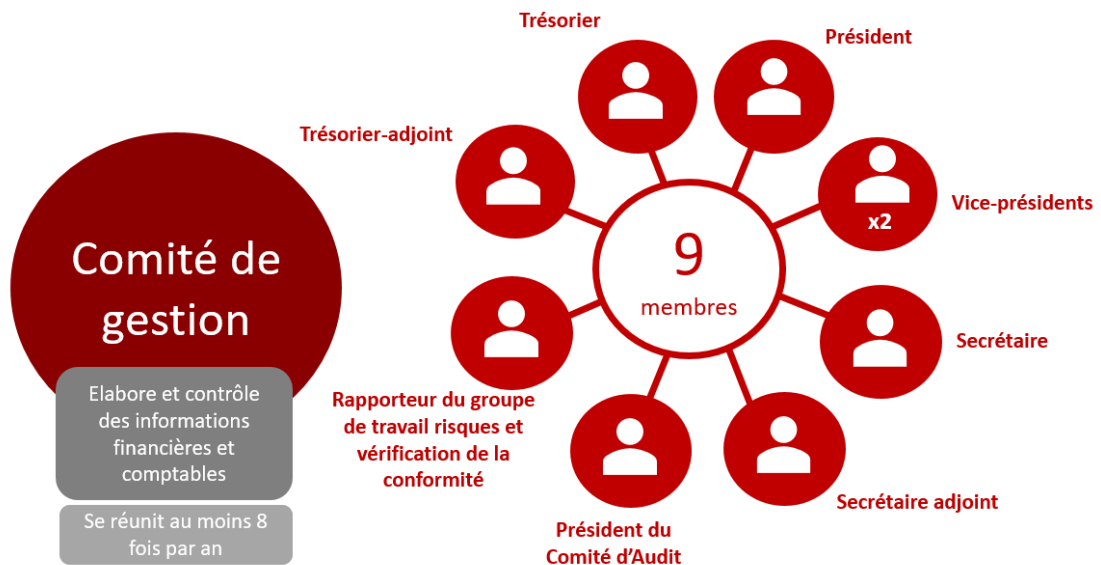 Comité de
gestion
Elabore et contrôle
des informations
financières et
comptables
Se réunit au moins 8
fois par an
Trésorier
Président
Trésorier-adjoint
x2
Vice-présidents
9
membres
Secrétaire
Rapporteur du groupe
de travail risques et
vérification de la
conformité
Secrétaire adjoint
Président du
Comité d’Audit